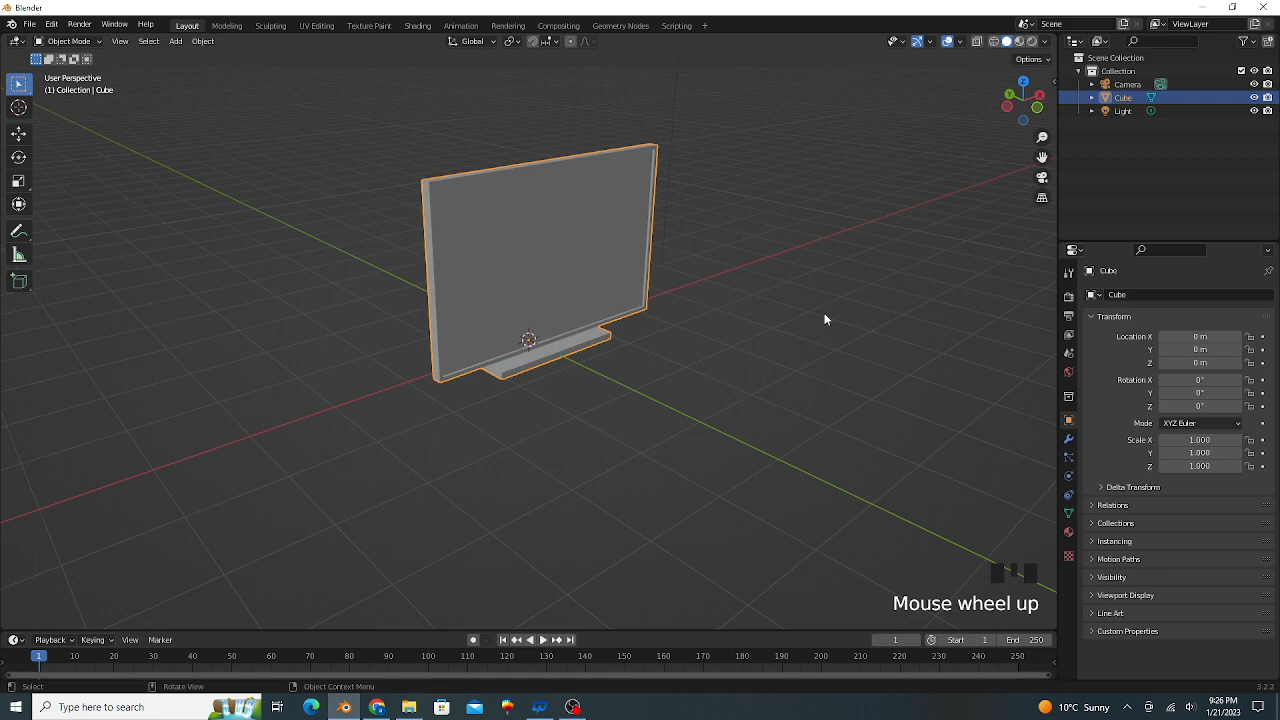 Blender
File Edit Render Window Help Layout Modeling Sculpting UV Editing Texture Paint Shading Animation Rendering Compositing Geometry Nodes Scripting + Scene ViewLayer
Object Mode View Select Add Object Global
Options
User Perspective
(1) Collection | Cube
Z
Y X
Scene Collection
Collection
Camera
Cube
Light
Cube
Cube
Transform
Location X 0 m
Y 0 m
Z 0 m
Rotation X 0°
Y 0°
Z 0°
Mode XYZ Euler
Scale X 1.000
Y 1.000
Z 1.000
Delta Transform
Relations
Collections
Instancing
Motion Paths
Visibility
Viewport Display
Line Art
Custom Properties
Mouse wheel up
Playback Keying View Marker 1 Start 1 End 250
1 10 20 30 40 50 60 70 80 90 100 110 120 130 140 150 160 170 180 190 200 210 220 230 240 250
Select Rotate View Object Context Menu 3.2.2
Type here to search
10°C Sunny
9:26 PM
1/21/2023